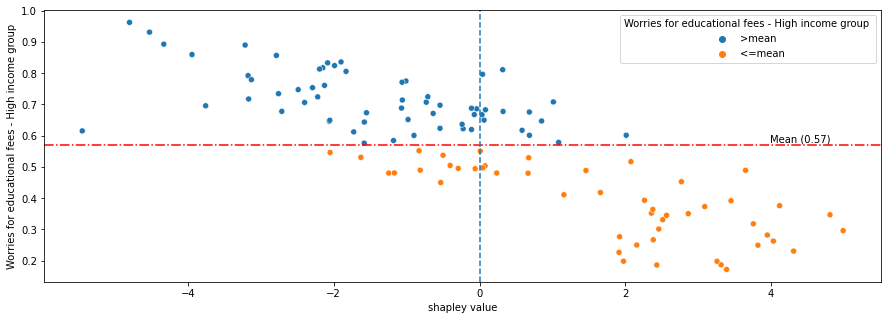 Worries for educational fees - High income group
1.0
0.9
0.8
0.7
0.6
0.5
0.4
0.3
0.2
Worries for educational fees - High income group
>mean
<=mean
Mean (0.57)
−4
−2
0
2
4
shapley value